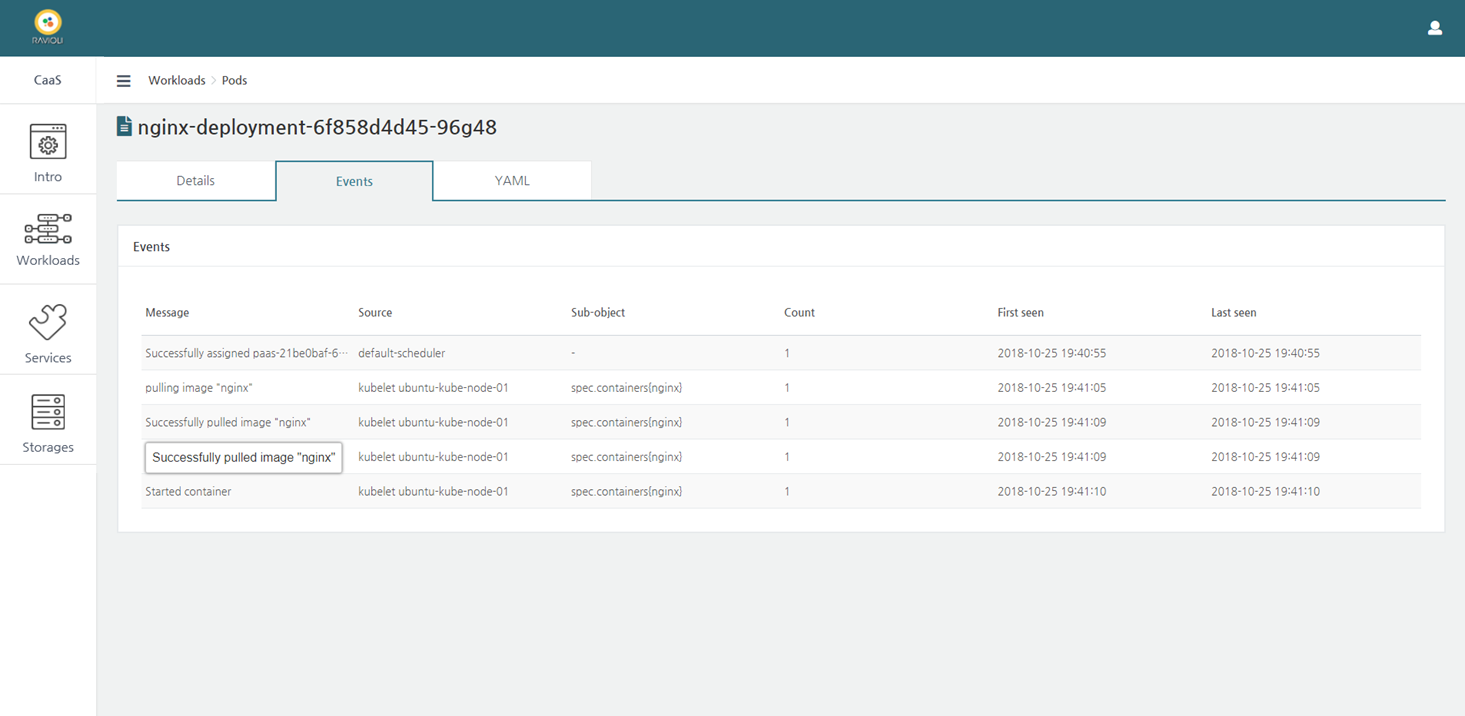 RAVIOLI
CaaS
Workloads > Pods
nginx-deployment-6f858d4d45-96g48
Intro
Workloads
Services
Storages
Details Events YAML
Events
Message Source Sub-object Count First seen Last seen
Successfully assigned paas-21be0baf-6··· default-scheduler - 1 2018-10-25 19:40:55 2018-10-25 19:40:55
pulling image "nginx" kubelet ubuntu-kube-node-01 spec.containers{nginx} 1 2018-10-25 19:41:05 2018-10-25 19:41:05
Successfully pulled image "nginx" kubelet ubuntu-kube-node-01 spec.containers{nginx} 1 2018-10-25 19:41:09 2018-10-25 19:41:09
Successfully pulled image "nginx" kubelet ubuntu-kube-node-01 spec.containers{nginx} 1 2018-10-25 19:41:09 2018-10-25 19:41:09
Started container kubelet ubuntu-kube-node-01 spec.containers{nginx} 1 2018-10-25 19:41:10 2018-10-25 19:41:10